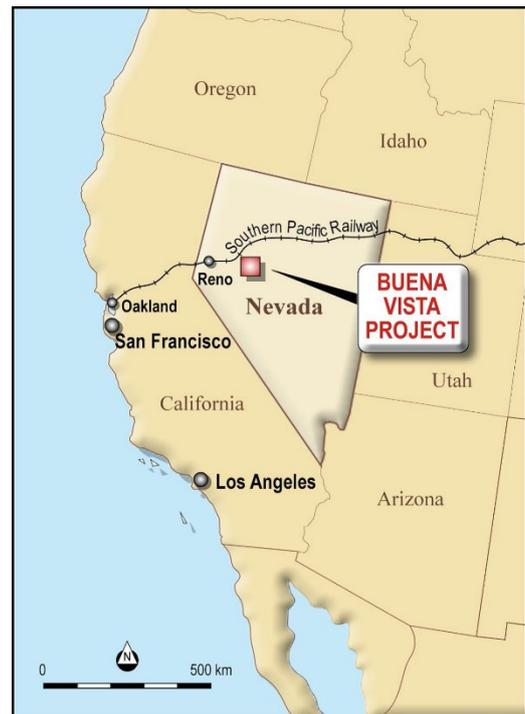 Oregon
Idaho
Southern Pacific Railway
Reno
Nevada
BUENA
VISTA
PROJECT
Oakland
San Francisco
Utah
California
Los Angeles
Arizona
N
0 500 km